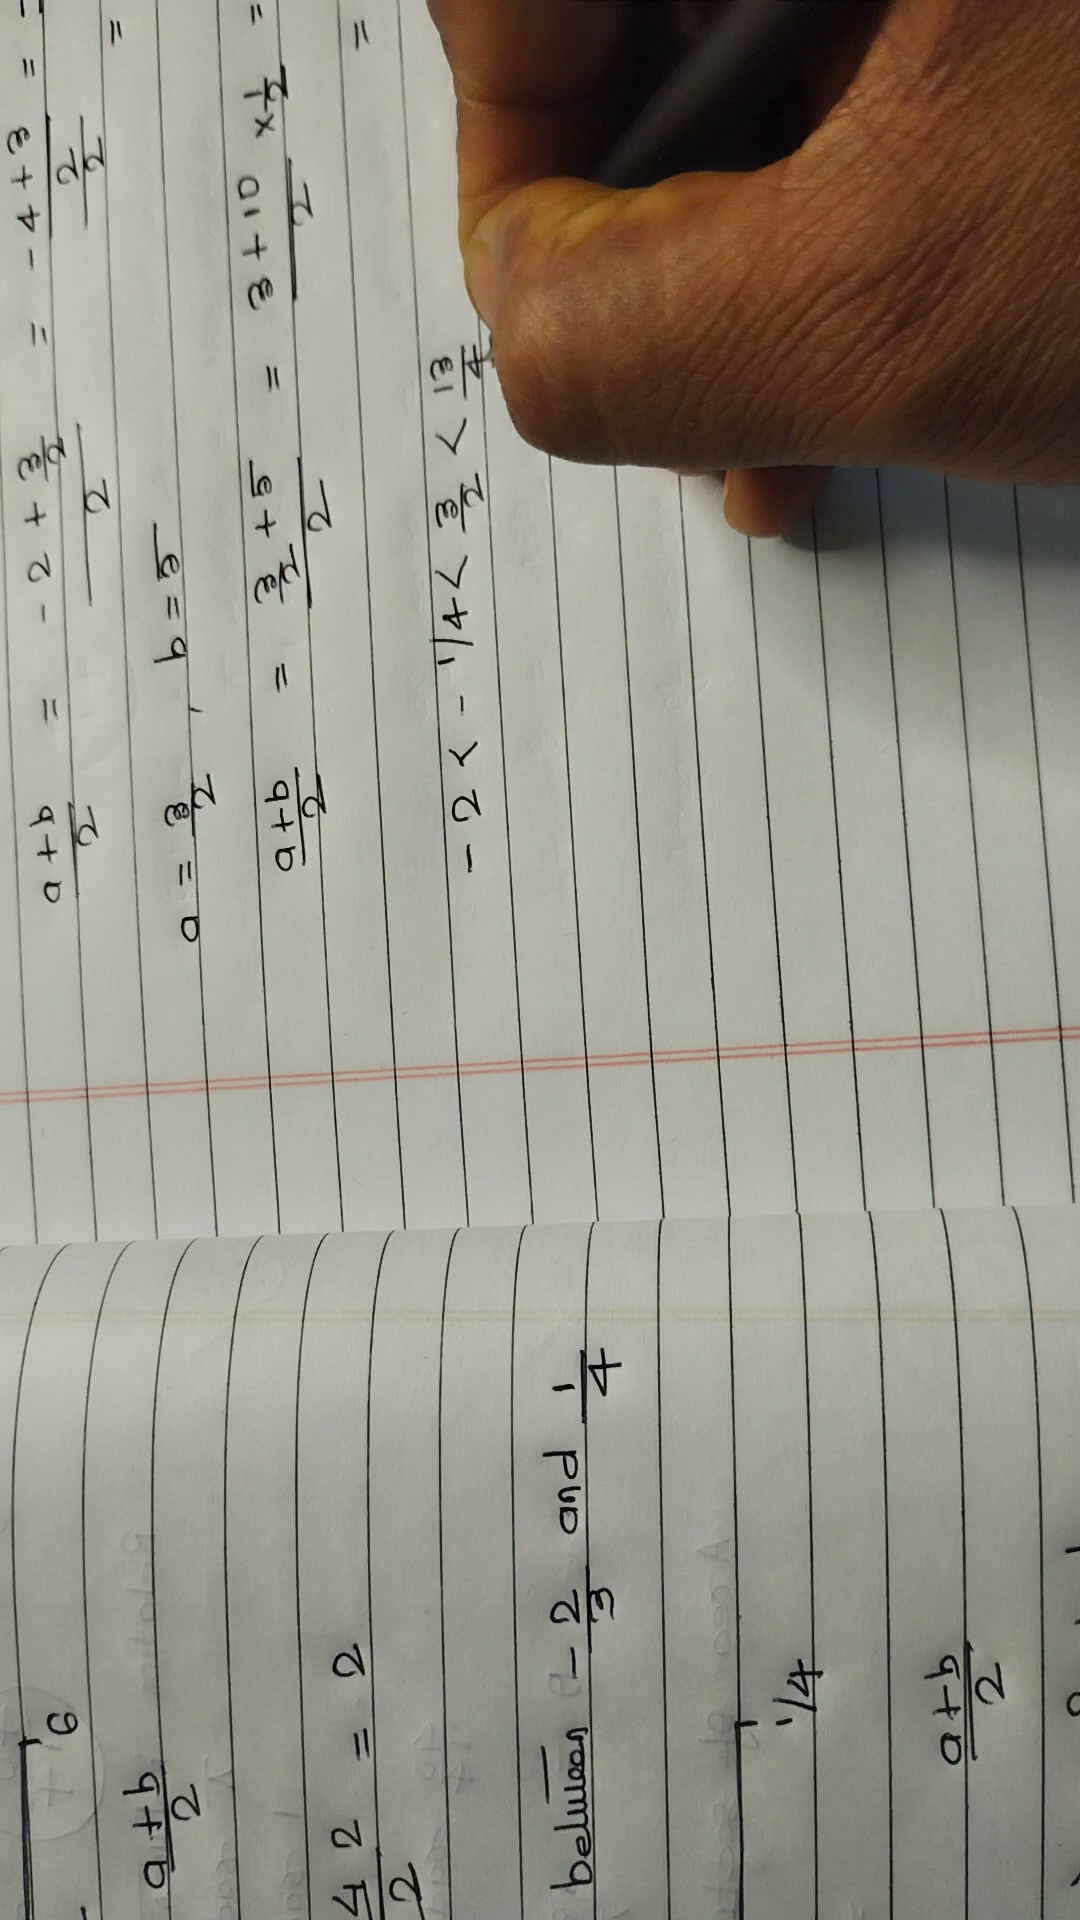 a+b/2 = -2 + 3/2 / 2 = -4+3/2 / 2 = -
=
a = 3/2 , b = 5
a+b/2 = 3/2 + 5 / 2 = 3+10/2 × 1/2 =
=
-2 < -1/4 < 3/2 < 13/4
6
a+b/2
4 2/2 = 2
between -2/3 and 1/4
1/4
a+b/2